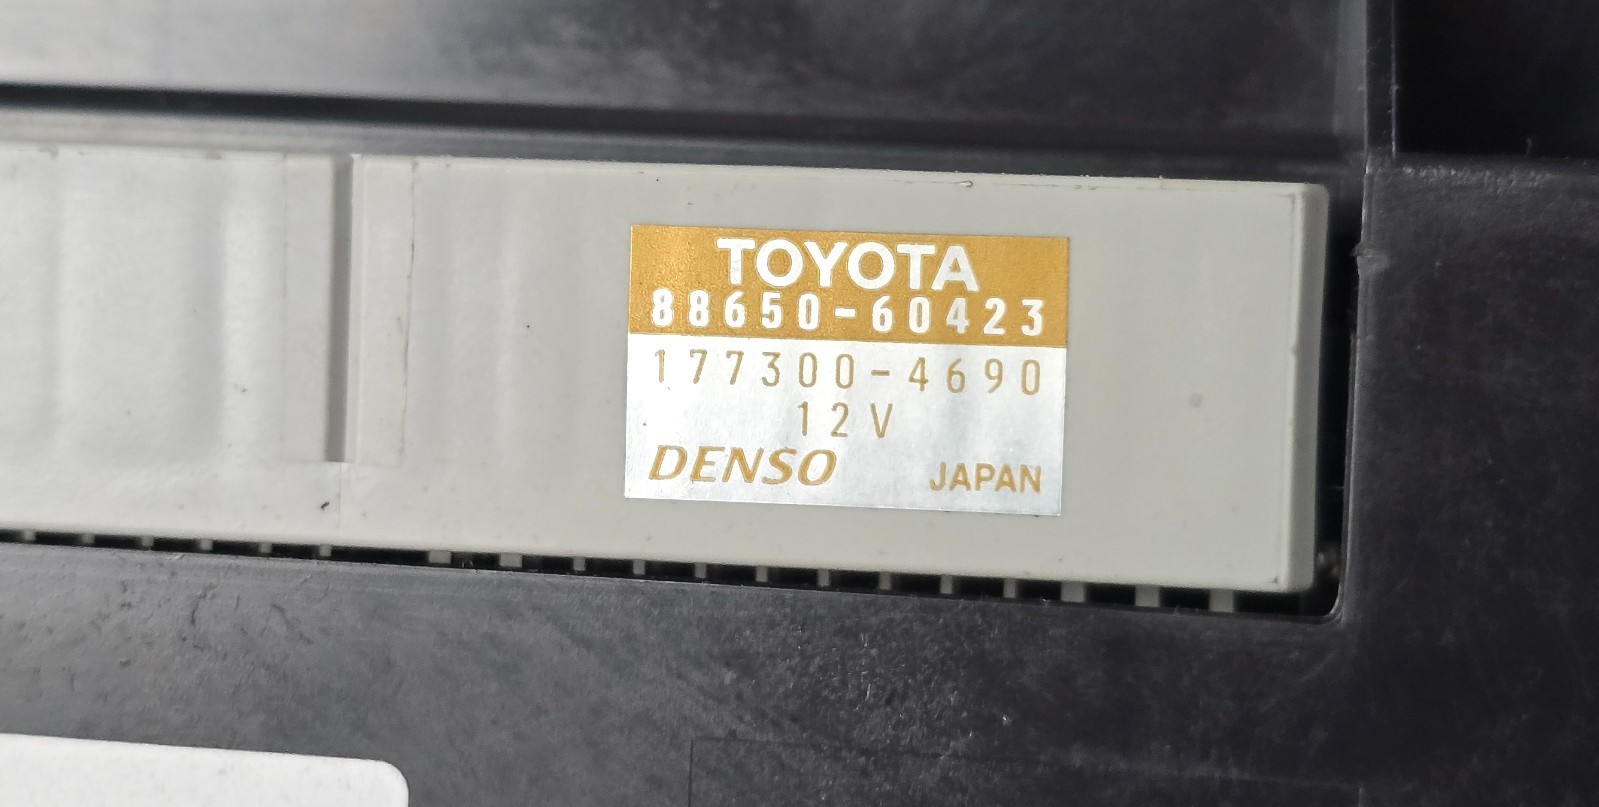 TOYOTA
88650-60423
177300-4690
12V
DENSO JAPAN